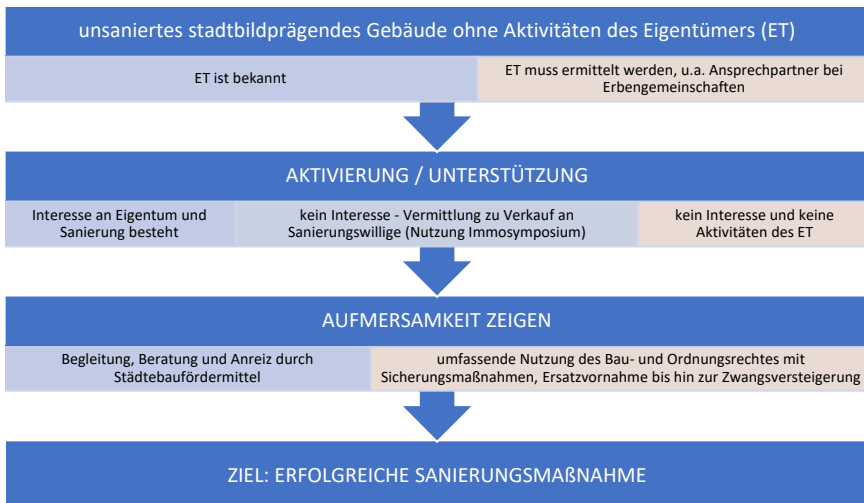 unsaniertes stadtbildprägendes Gebäude ohne Aktivitäten des Eigentümers (ET)
ET ist bekannt
ET muss ermittelt werden, u.a. Ansprechpartner bei
Erbengemeinschaften
AKTIVIERUNG / UNTERSTÜTZUNG
Interesse an Eigentum und
Sanierung besteht
kein Interesse - Vermittlung zu Verkauf an
Sanierungswillige (Nutzung Immosymposium)
kein Interesse und keine
Aktivitäten des ET
AUFMERSAMKEIT ZEIGEN
Begleitung, Beratung und Anreiz durch
Städtebaufördermittel
umfassende Nutzung des Bau- und Ordnungsrechtes mit
Sicherungsmaßnahmen, Ersatzvornahme bis hin zur Zwangsversteigerung
ZIEL: ERFOLGREICHE SANIERUNGSMAßNAHME